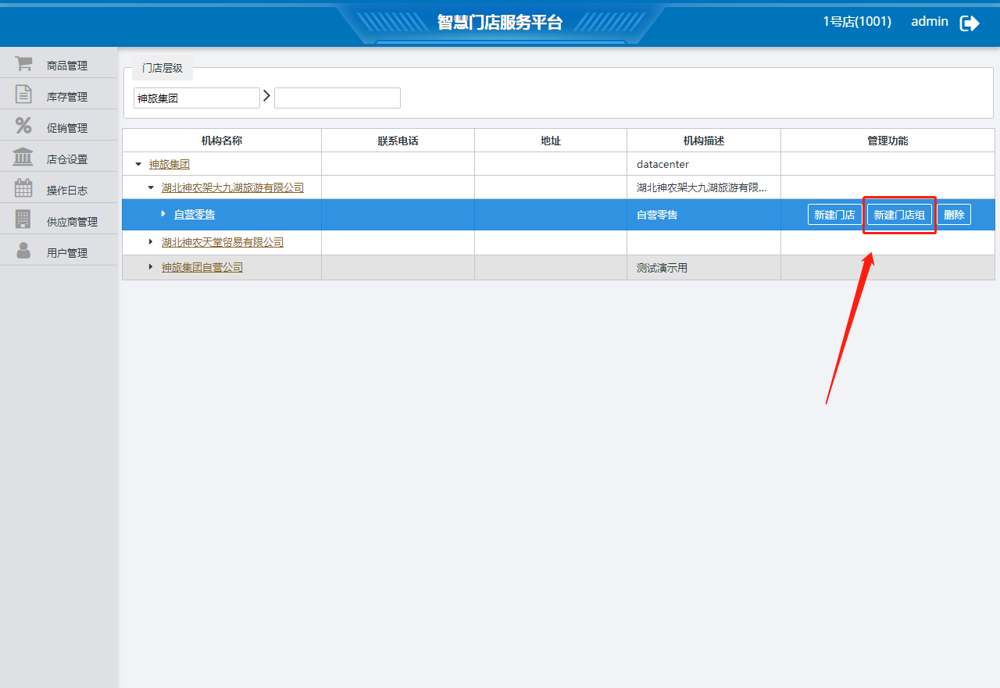 智慧门店服务平台
1号店(1001) admin
商品管理
库存管理
促销管理
店仓设置
操作日志
供应商管理
用户管理
门店层级
神旅集团
机构名称 联系电话 地址 机构描述 管理功能
神旅集团 datacenter
湖北神农架大九湖旅游有限公司 湖北神农架大九湖旅游有限...
自营零售 自营零售 新建门店 新建门店组 删除
湖北神农天堂贸易有限公司
神旅集团自营公司 测试演示用